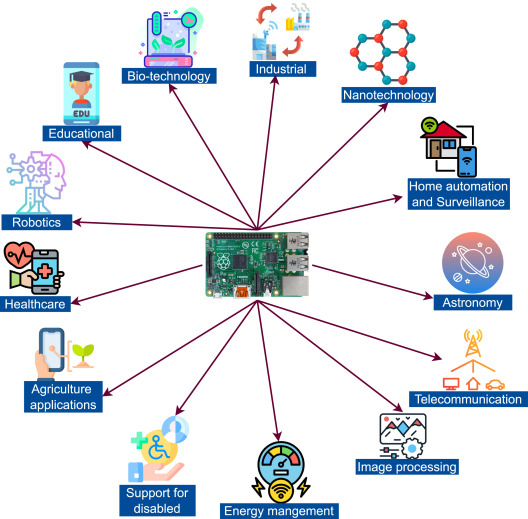 Bio-technology
Industrial
Nanotechnology
EDU
Educational
Home automation
and Surveillance
Robotics
Healthcare
Astronomy
Agriculture
applications
Telecommunication
Image processing
Support for
disabled
Energy mangement